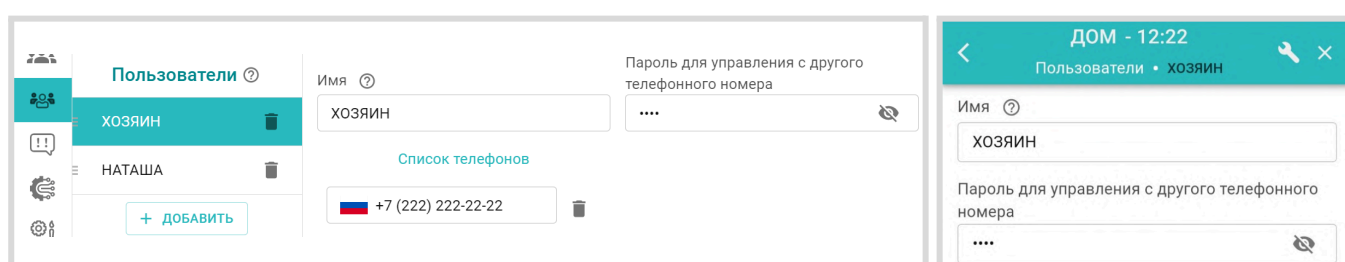 Пользователи ?
ХОЗЯИН
НАТАША
+ ДОБАВИТЬ
Имя ?
ХОЗЯИН
Пароль для управления с другого
телефонного номера
••••
Список телефонов
+7 (222) 222-22-22
ДОМ - 12:22
Пользователи • ХОЗЯИН
Имя ?
ХОЗЯИН
Пароль для управления с другого телефонного
номера
••••